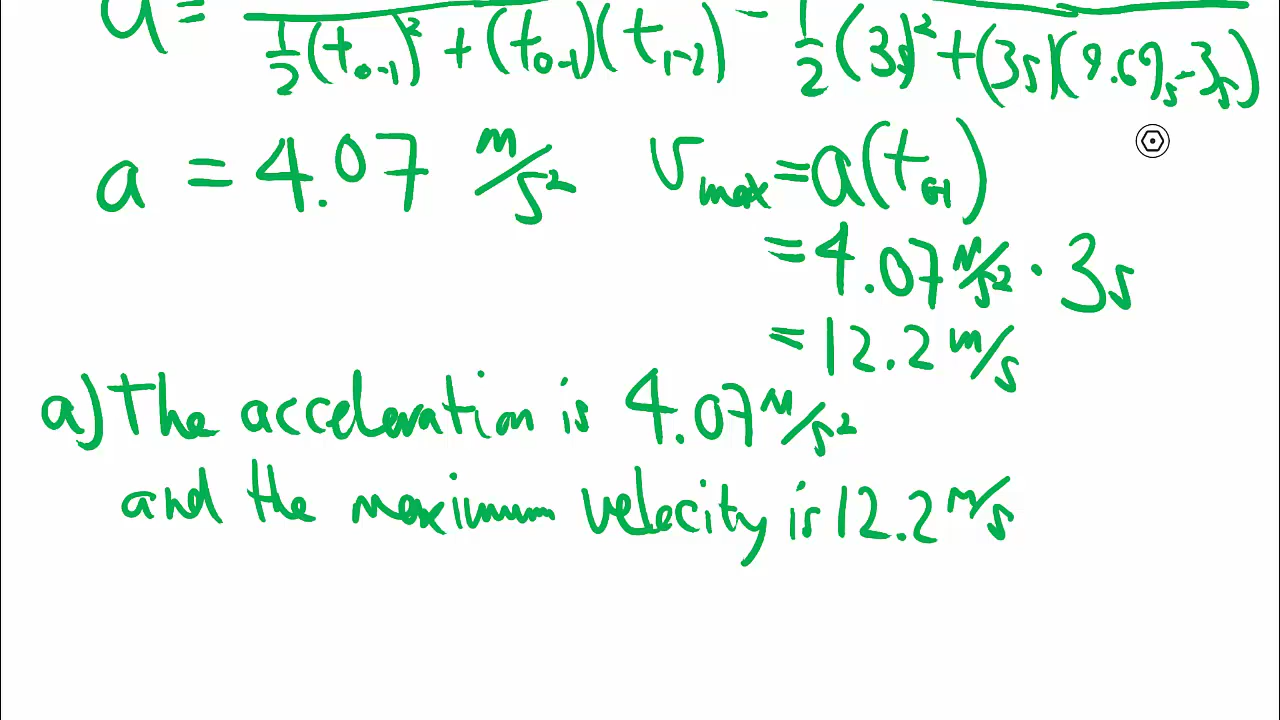 a = 1/2(t₀₋₁)² + (t₀₋₁)(t₁₋₂) = 1/2(3s)² + (3s)(9.69s - 3s)
a = 4.07 m/s² v_max = a(t₀₋₁)
= 4.07 m/s² · 3s
= 12.2 m/s
a) The acceleration is 4.07 m/s²
and the maximum velocity is 12.2 m/s